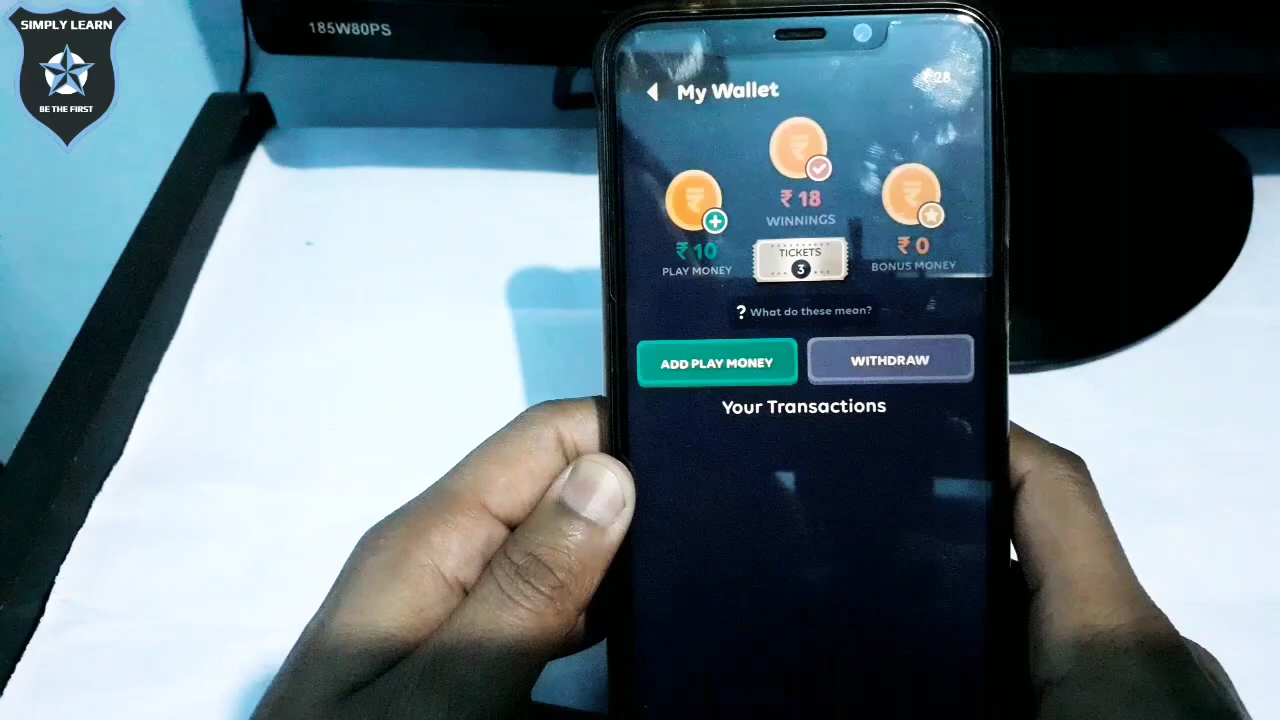 SIMPLY LEARN
BE THE FIRST
185W80PS
My Wallet
₹ 28
₹ 18
WINNINGS
₹ 10
PLAY MONEY
TICKETS
3
₹ 0
BONUS MONEY
? What do these mean?
ADD PLAY MONEY
WITHDRAW
Your Transactions